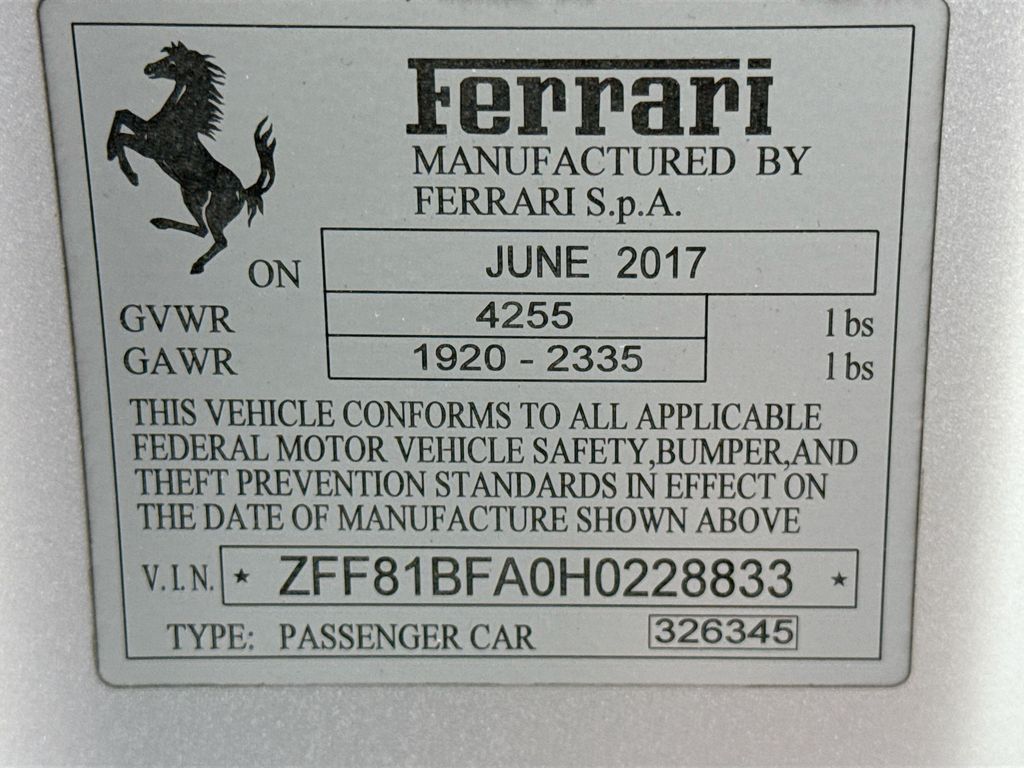 Ferrari
MANUFACTURED BY
FERRARI S.p.A.
ON JUNE 2017
GVWR 4255 lbs
GAWR 1920 - 2335 lbs
THIS VEHICLE CONFORMS TO ALL APPLICABLE
FEDERAL MOTOR VEHICLE SAFETY,BUMPER,AND
THEFT PREVENTION STANDARDS IN EFFECT ON
THE DATE OF MANUFACTURE SHOWN ABOVE
V.I.N. ★ ZFF81BFA0H0228833 ★
TYPE: PASSENGER CAR 326345